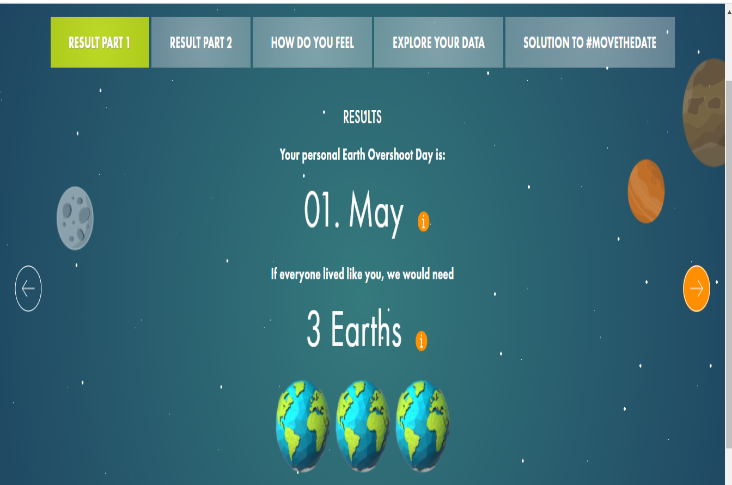 RESULT PART 1
RESULT PART 2
HOW DO YOU FEEL
EXPLORE YOUR DATA
SOLUTION TO #MOVETHEDATE
RESULTS
Your personal Earth Overshoot Day is:
01. May i
If everyone lived like you, we would need
3 Earths i